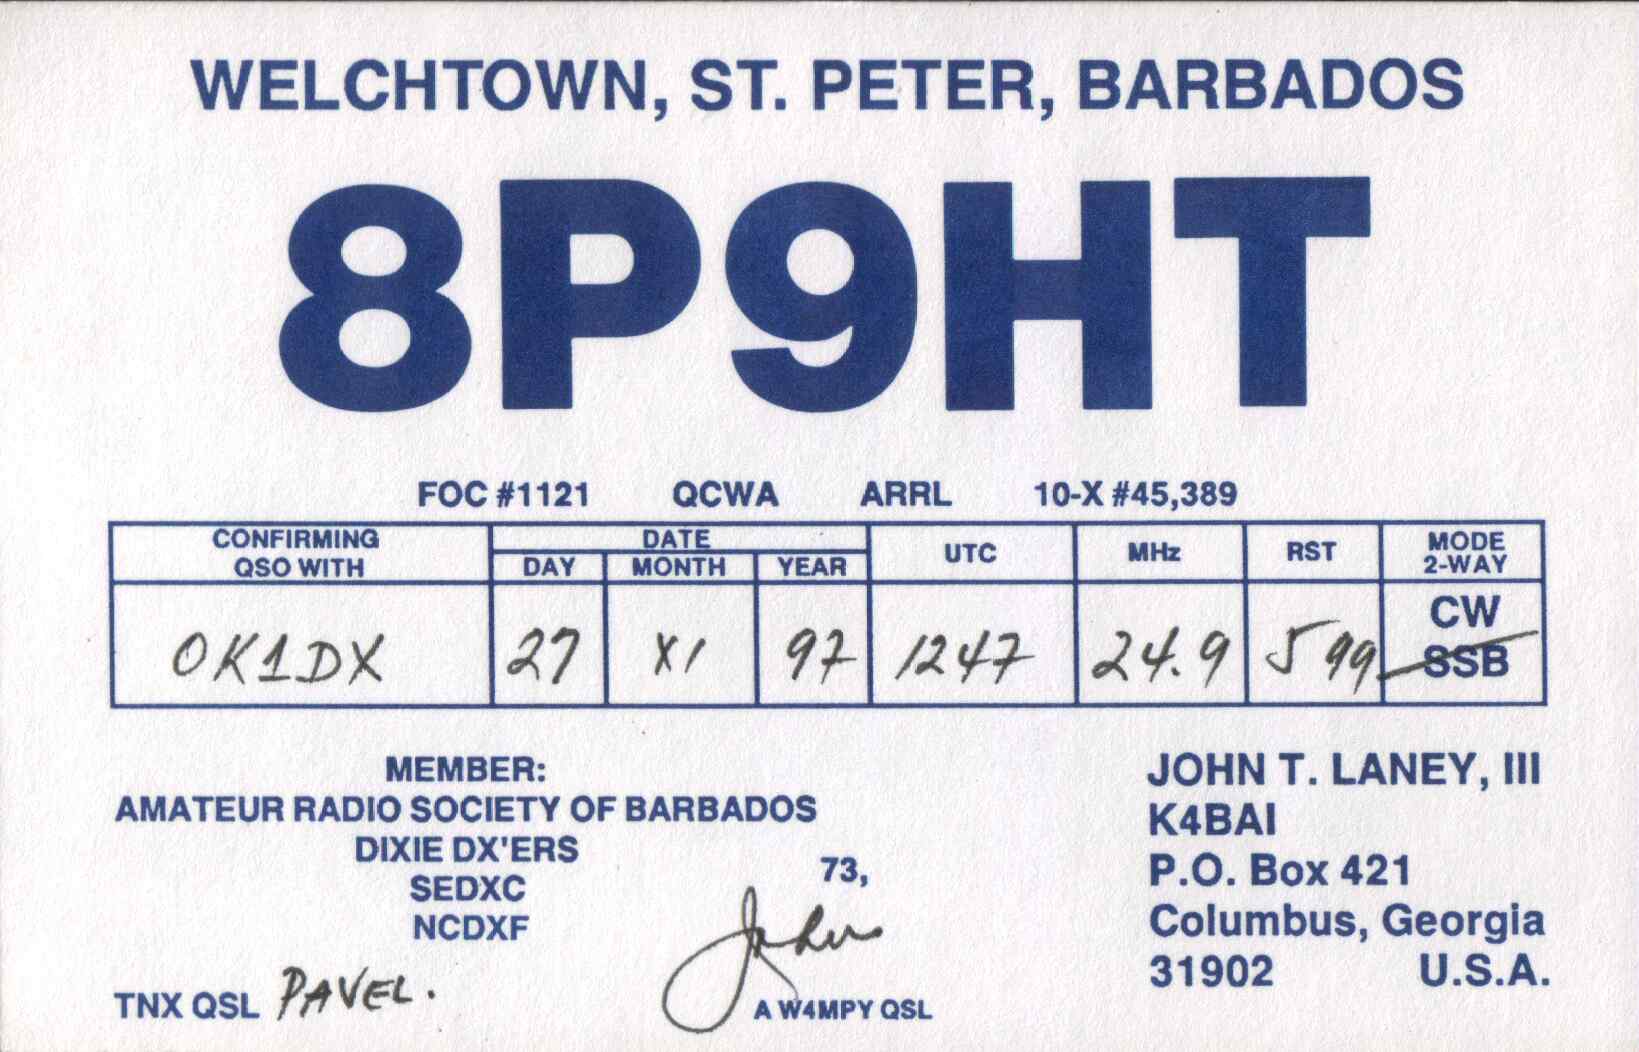 WELCHTOWN, ST. PETER, BARBADOS
8P9HT
FOC #1121 QCWA ARRL 10-X #45,389
CONFIRMING QSO WITH
DATE
DAY MONTH YEAR
UTC
MHz
RST
MODE 2-WAY
OK1DX 27 XI 97 1247 24.9 599 CW
SSB
MEMBER:
AMATEUR RADIO SOCIETY OF BARBADOS
DIXIE DX'ERS
SEDXC
NCDXF
TNX QSL PAVEL.
73,
John
A W4MPY QSL
JOHN T. LANEY, III
K4BAI
P.O. Box 421
Columbus, Georgia
31902 U.S.A.